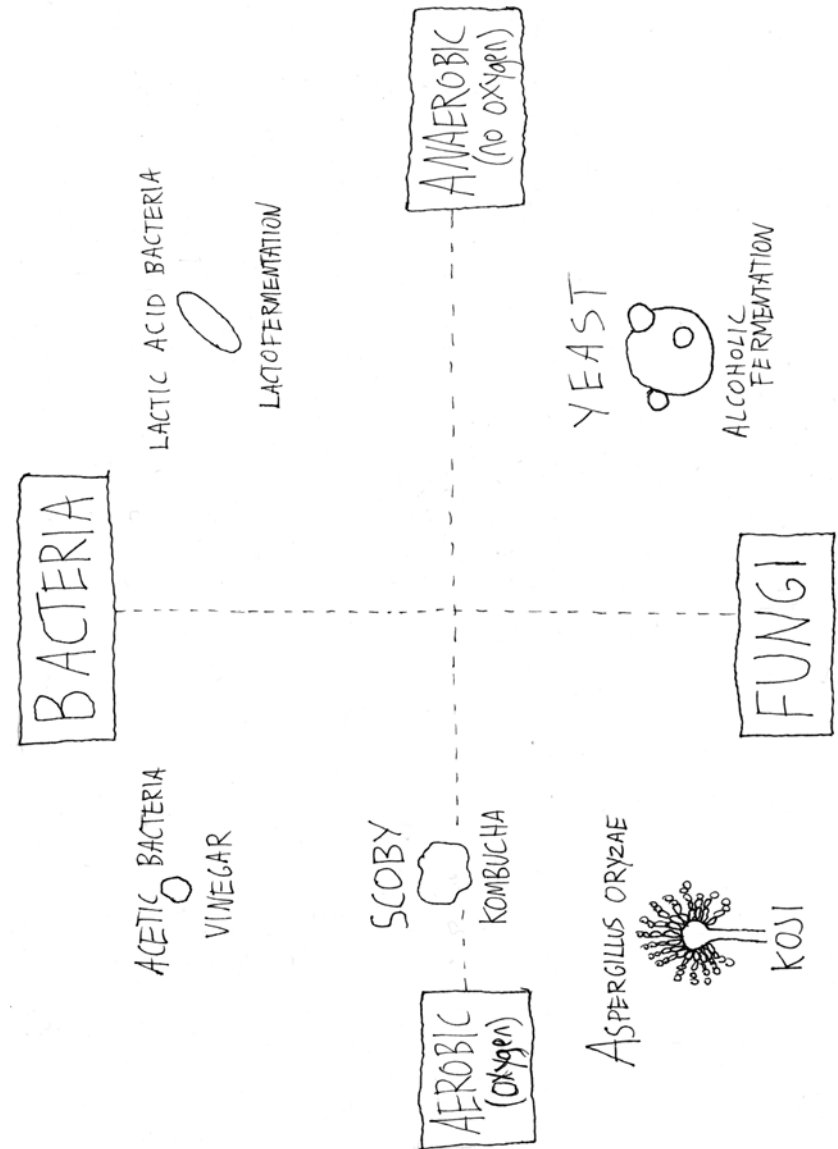 BACTERIA
ACETIC BACTERIA
VINEGAR
LACTIC ACID BACTERIA
LACTOFERMENTATION
AEROBIC
(oxygen)
SCOBY
KOMBUCHA
ANAEROBIC
(no oxygen)
ASPERGILLUS ORYZAE
KOJI
YEAST
ALCOHOLIC
FERMENTATION
FUNGI